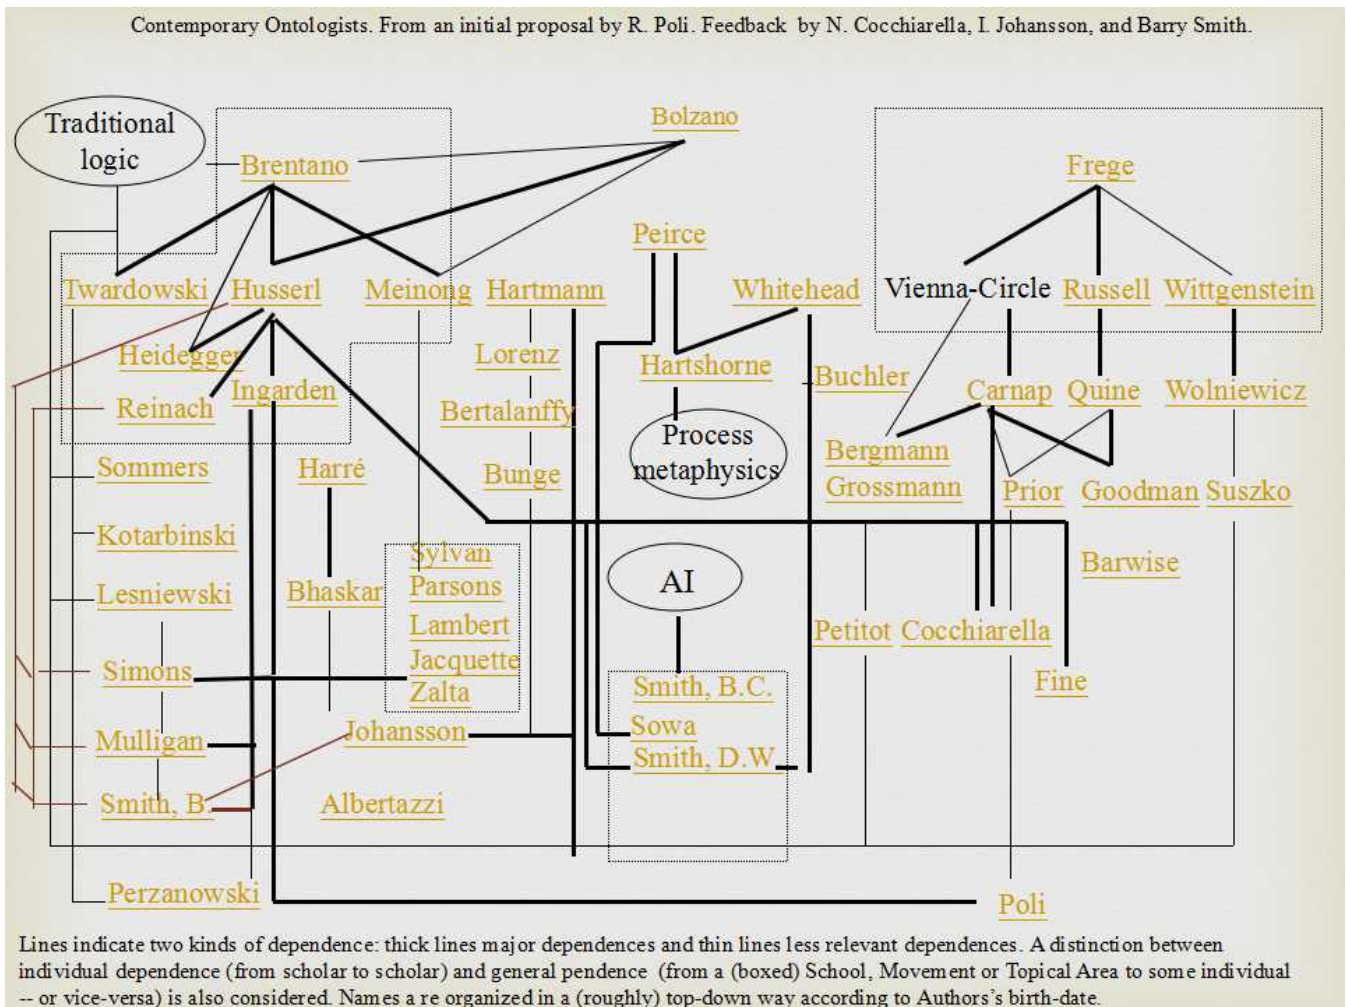 Contemporary Ontologists. From an initial proposal by R. Poli. Feedback by N. Cocchiarella, I. Johansson, and Barry Smith.
Traditional
logic
Bolzano
Brentano
Frege
Peirce
Twardowski Husserl Meinong Hartmann Whitehead Vienna-Circle Russell Wittgenstein
Heidegger Lorenz Hartshorne Buchler
Reinach Ingarden Bertalanffy Carnap Quine Wolniewicz
Process
metaphysics
Bergmann
Sommers Harré Bunge Grossmann Prior Goodman Suszko
Kotarbinski
Sylvan
Parsons
Barwise
Lesniewski Bhaskar AI
Lambert Petitot Cocchiarella
Simons Jacquette
Zalta Smith, B.C. Fine
Mulligan Johansson Sowa
Smith, D.W.
Smith, B. Albertazzi
Perzanowski Poli
Lines indicate two kinds of dependence: thick lines major dependences and thin lines less relevant dependences. A distinction between
individual dependence (from scholar to scholar) and general pendence (from a (boxed) School, Movement or Topical Area to some individual
-- or vice-versa) is also considered. Names a re organized in a (roughly) top-down way according to Authors's birth-date.